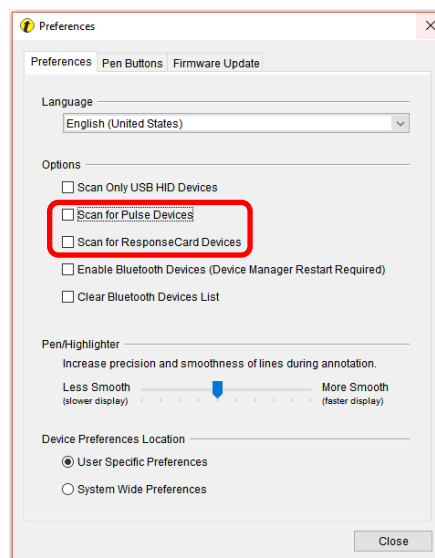 Preferences
Preferences Pen Buttons Firmware Update
Language
English (United States)
Options
Scan Only USB HID Devices
Scan for Pulse Devices
Scan for ResponseCard Devices
Enable Bluetooth Devices (Device Manager Restart Required)
Clear Bluetooth Devices List
Pen/Highlighter
Increase precision and smoothness of lines during annotation.
Less Smooth More Smooth
(slower display) (faster display)
Device Preferences Location
User Specific Preferences
System Wide Preferences
Close